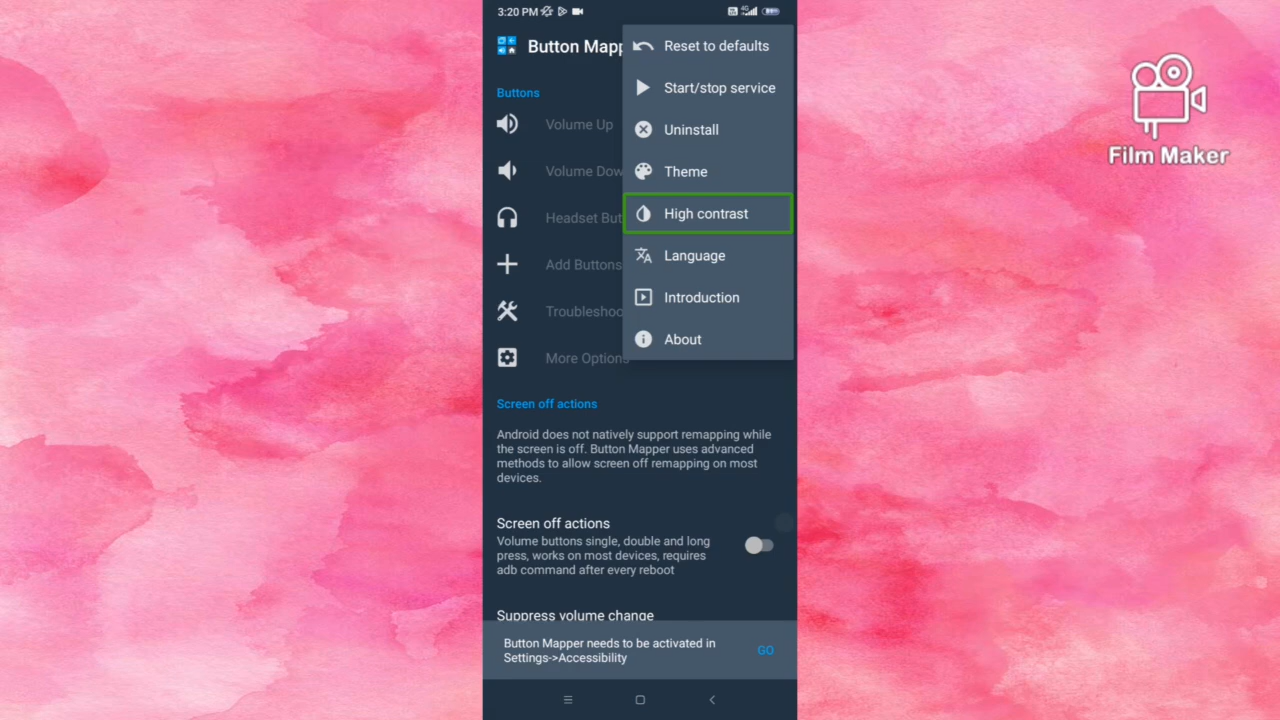 3:20 PM
Button Mapp
Buttons
Volume Up
Volume Dow
Headset But
Add Buttons
Troubleshoo
More Options
Reset to defaults
Start/stop service
Uninstall
Theme
High contrast
Language
Introduction
About
Screen off actions
Android does not natively support remapping while
the screen is off. Button Mapper uses advanced
methods to allow screen off remapping on most
devices.
Screen off actions
Volume buttons single, double and long
press, works on most devices, requires
adb command after every reboot
Suppress volume change
Button Mapper needs to be activated in
Settings->Accessibility
GO
Film Maker